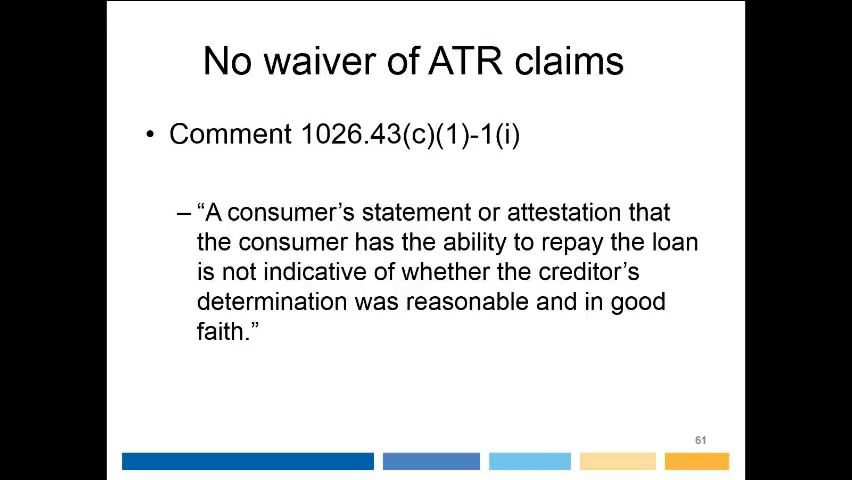 No waiver of ATR claims
• Comment 1026.43(c)(1)-1(i)
– “A consumer’s statement or attestation that
the consumer has the ability to repay the loan
is not indicative of whether the creditor’s
determination was reasonable and in good
faith.”
61